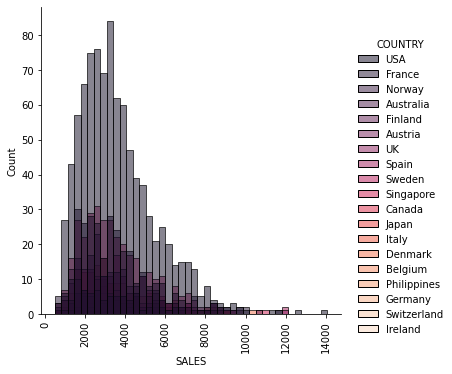 COUNTRY
USA
France
Norway
Australia
Finland
Austria
UK
Spain
Sweden
Singapore
Canada
Japan
Italy
Denmark
Belgium
Philippines
Germany
Switzerland
Ireland
Count
80
70
60
50
40
30
20
10
0
0
2000
4000
6000
8000
10000
12000
14000
SALES